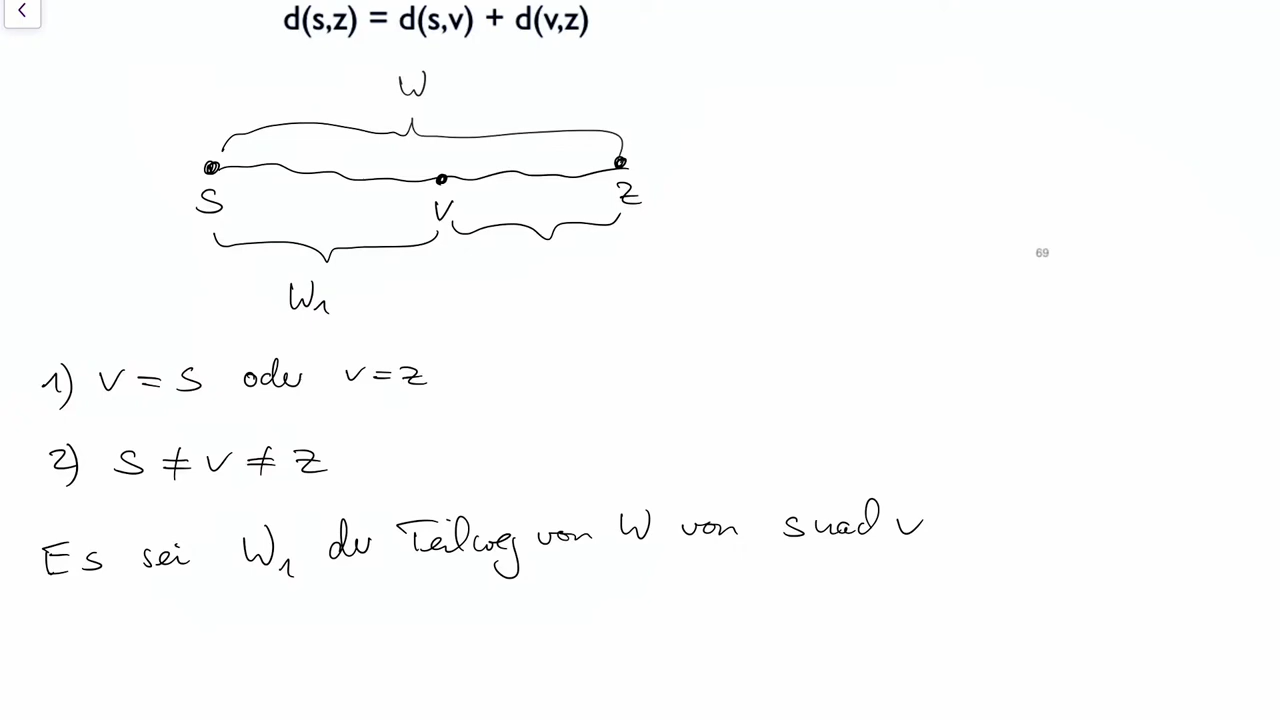 d(s,z) = d(s,v) + d(v,z)
W
S
V
Z
69
W₁
1) v = s oder v = z
2) s ≠ v ≠ z
Es sei W₁ der Teilweg von W von s nach v